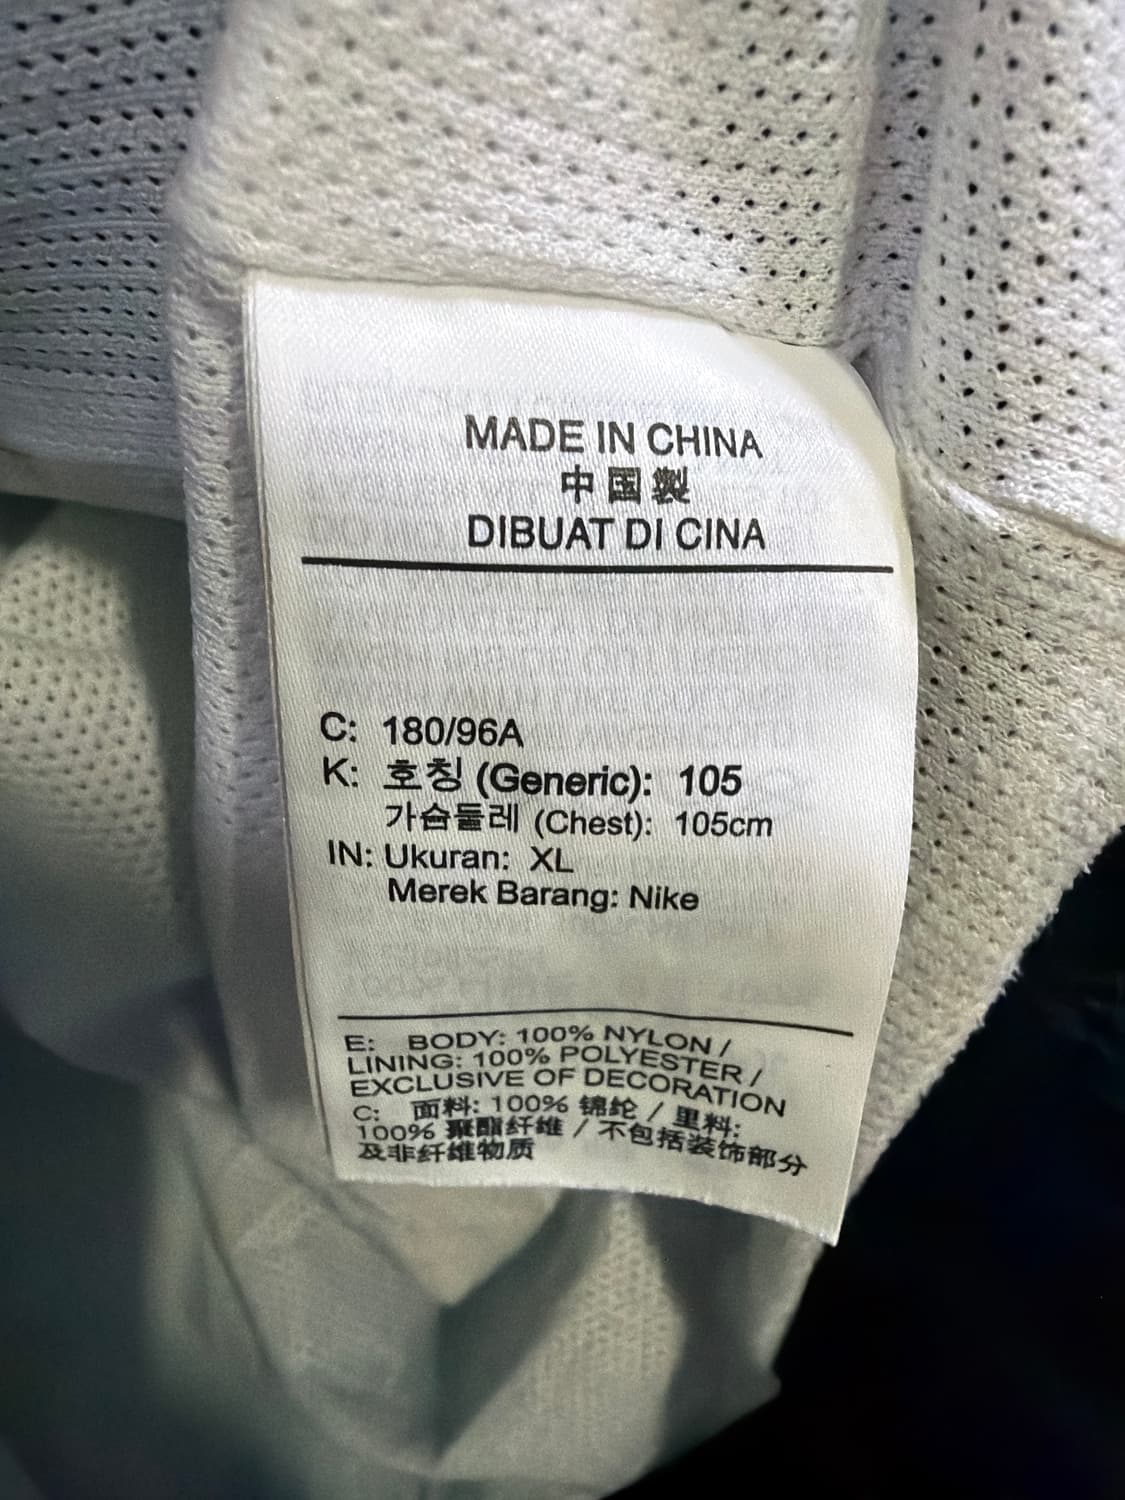 MADE IN CHINA
中国製
DIBUAT DI CINA
C: 180/96A
K: 호칭 (Generic): 105
가슴둘레 (Chest): 105cm
IN: Ukuran: XL
Merek Barang: Nike
E: BODY: 100% NYLON /
LINING: 100% POLYESTER /
EXCLUSIVE OF DECORATION
C: 面料: 100% 锦纶 / 里料:
100% 聚酯纤维 / 不包括装饰部分
及非纤维物质